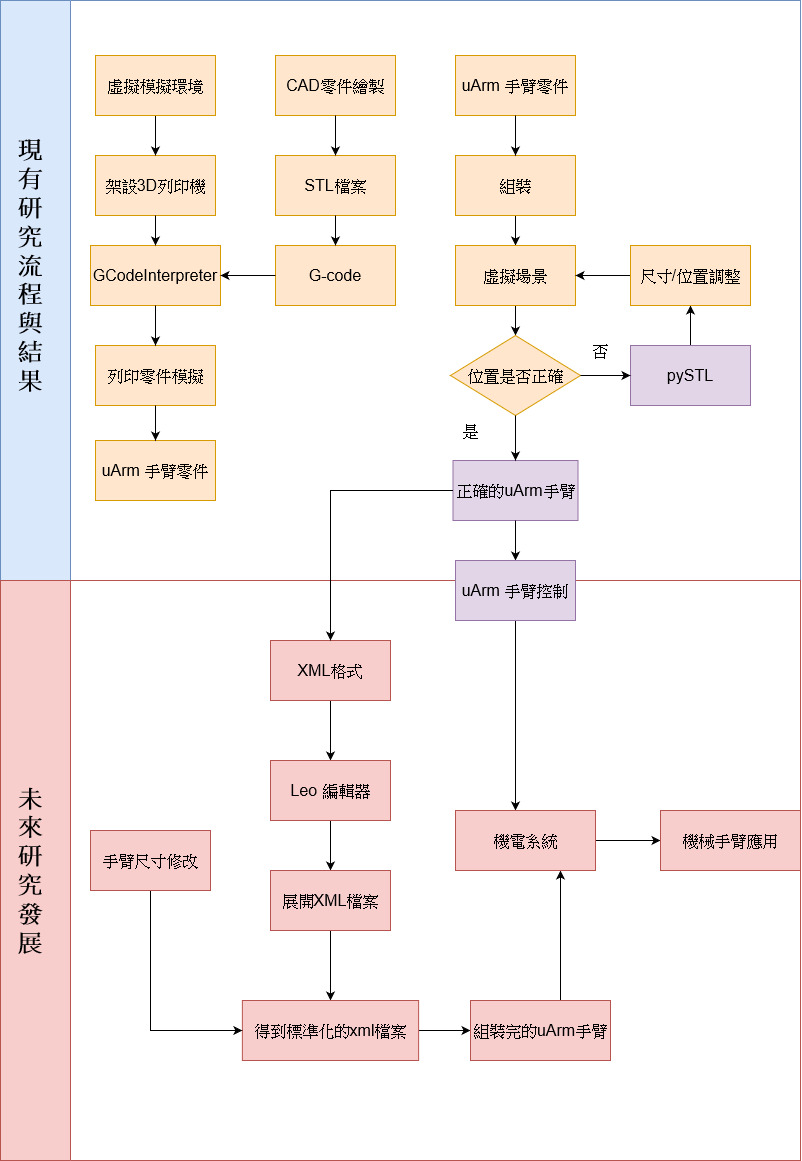 現有研究流程與結果
虛擬模擬環境
CAD零件繪製
uArm 手臂零件
架設3D列印機
STL檔案
組裝
GCodeInterpreter
G-code
虛擬場景
尺寸/位置調整
列印零件模擬
位置是否正確
否
pySTL
是
uArm 手臂零件
正確的uArm手臂
uArm 手臂控制
未來研究發展
XML格式
Leo 編輯器
手臂尺寸修改
機電系統
機械手臂應用
展開XML檔案
得到標準化的xml檔案
組裝完的uArm手臂